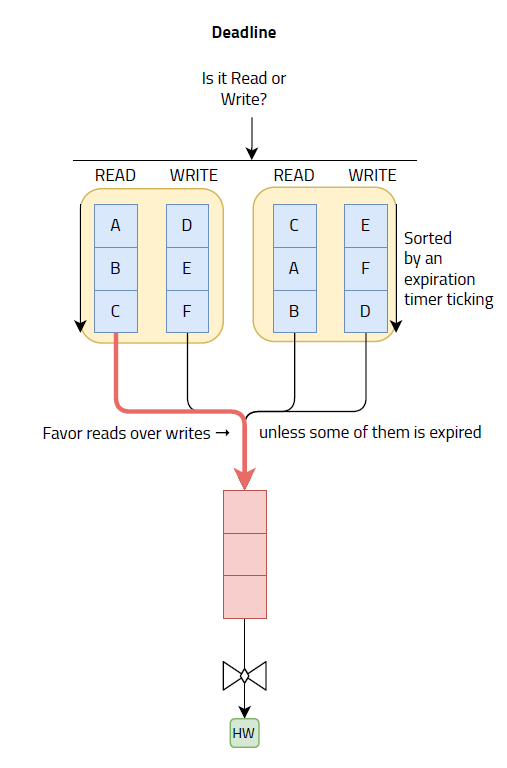 Deadline
Is it Read or
Write?
READ WRITE READ WRITE
A D C E
B E A F
C F B D
Sorted
by an
expiration
timer ticking
Favor reads over writes → unless some of them is expired
HW